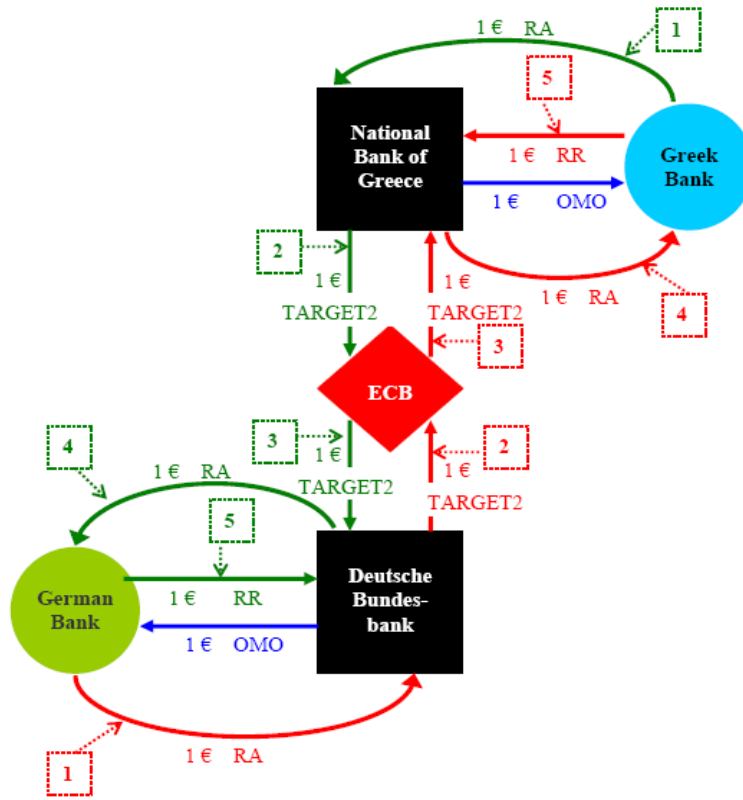 1 € RA
1
5
National
Bank of
Greece
1 € RR
Greek
Bank
1 € OMO
2
1 €
TARGET2
1 €
TARGET2
1 € RA
4
3
ECB
4
3
1 €
TARGET2
2
1 €
TARGET2
1 € RA
5
German
Bank
1 € RR
Deutsche
Bundes-
bank
1 € OMO
1
1 € RA